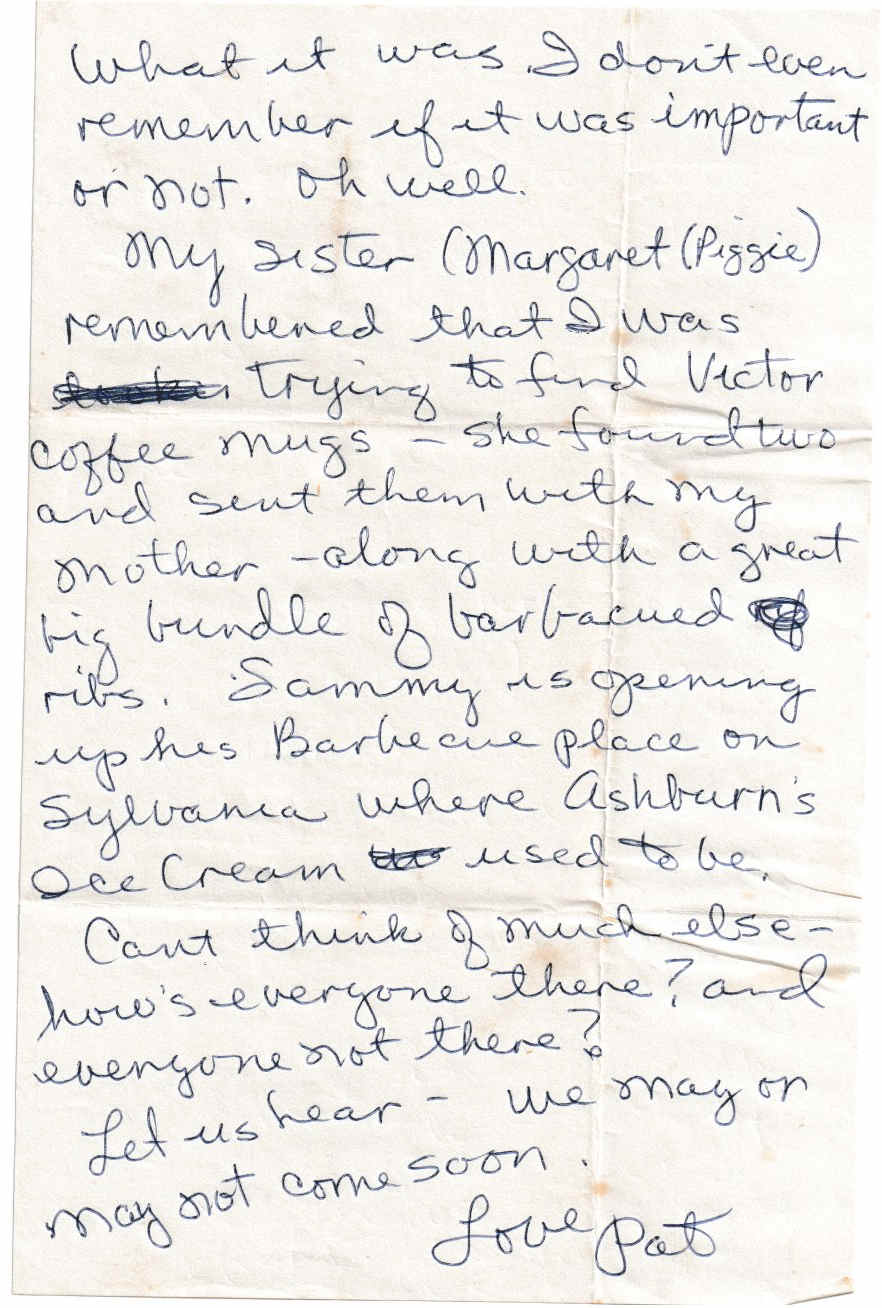 What it was I don't even
remember if it was important
or not. Oh well.
My sister (Margaret (Piggie)
remembered that I was
trying to find Victor
coffee mugs - she found two
and sent them with my
mother - along with a great
big bundle of barbacued
ribs. Sammy is opening
up his Barbecue place on
Sylvania where Ashburn's
Ice Cream used to be.
Cant think of much else -
how's everyone there? and
everyone not there?
Let us hear - we may or
may not come soon.
Love Pat